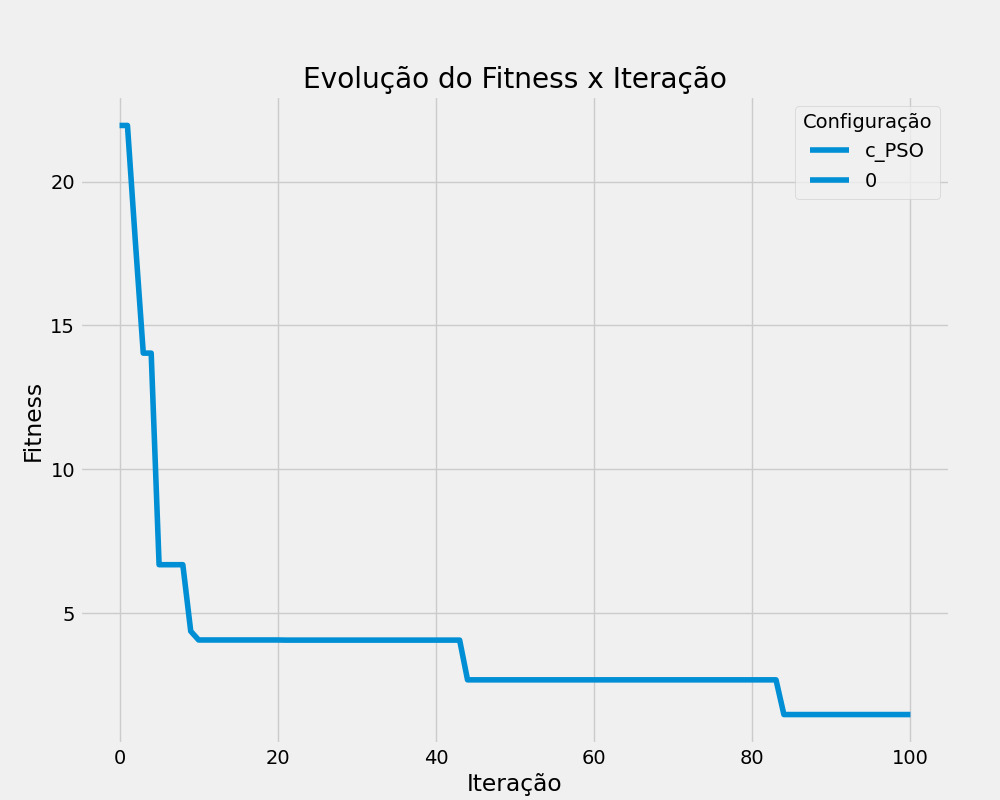 Evolução do Fitness x Iteração
Configuração
c_PSO
0
20
15
10
5
Fitness
0 20 40 60 80 100
Iteração